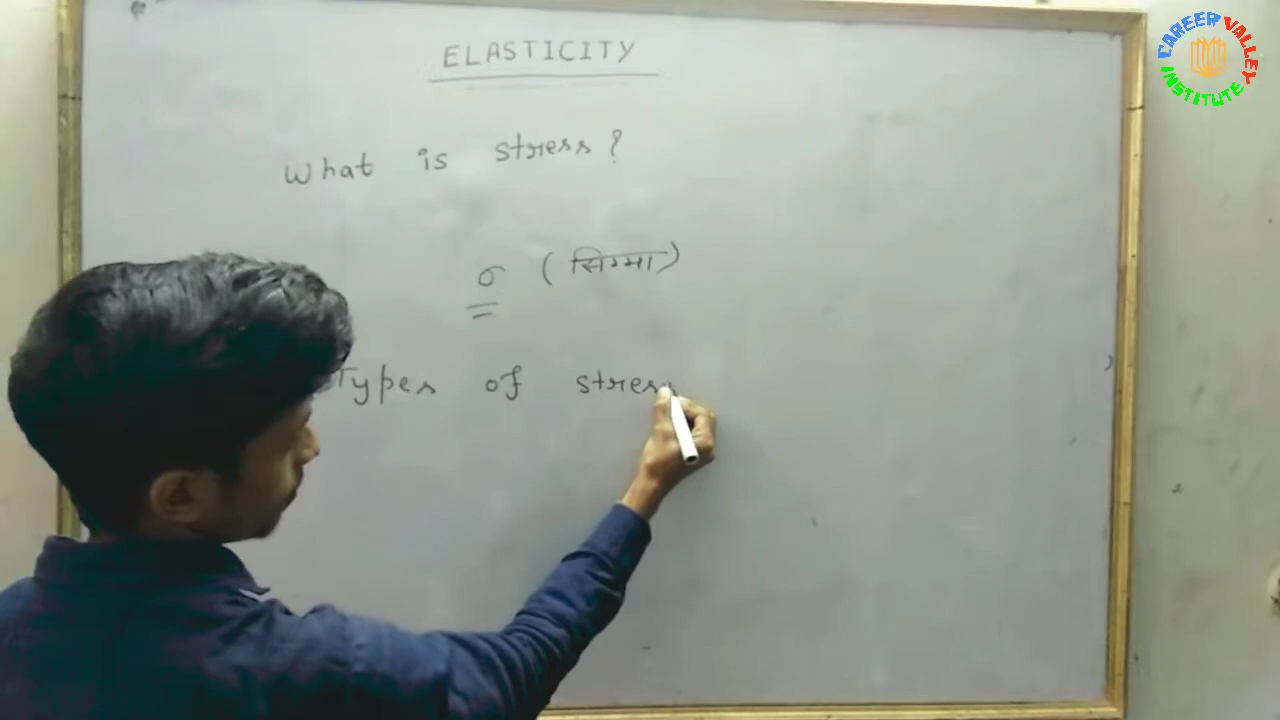 ELASTICITY
What is stress?
σ (सिग्मा)
Types of stress
CAREER VALLEY INSTITUTE